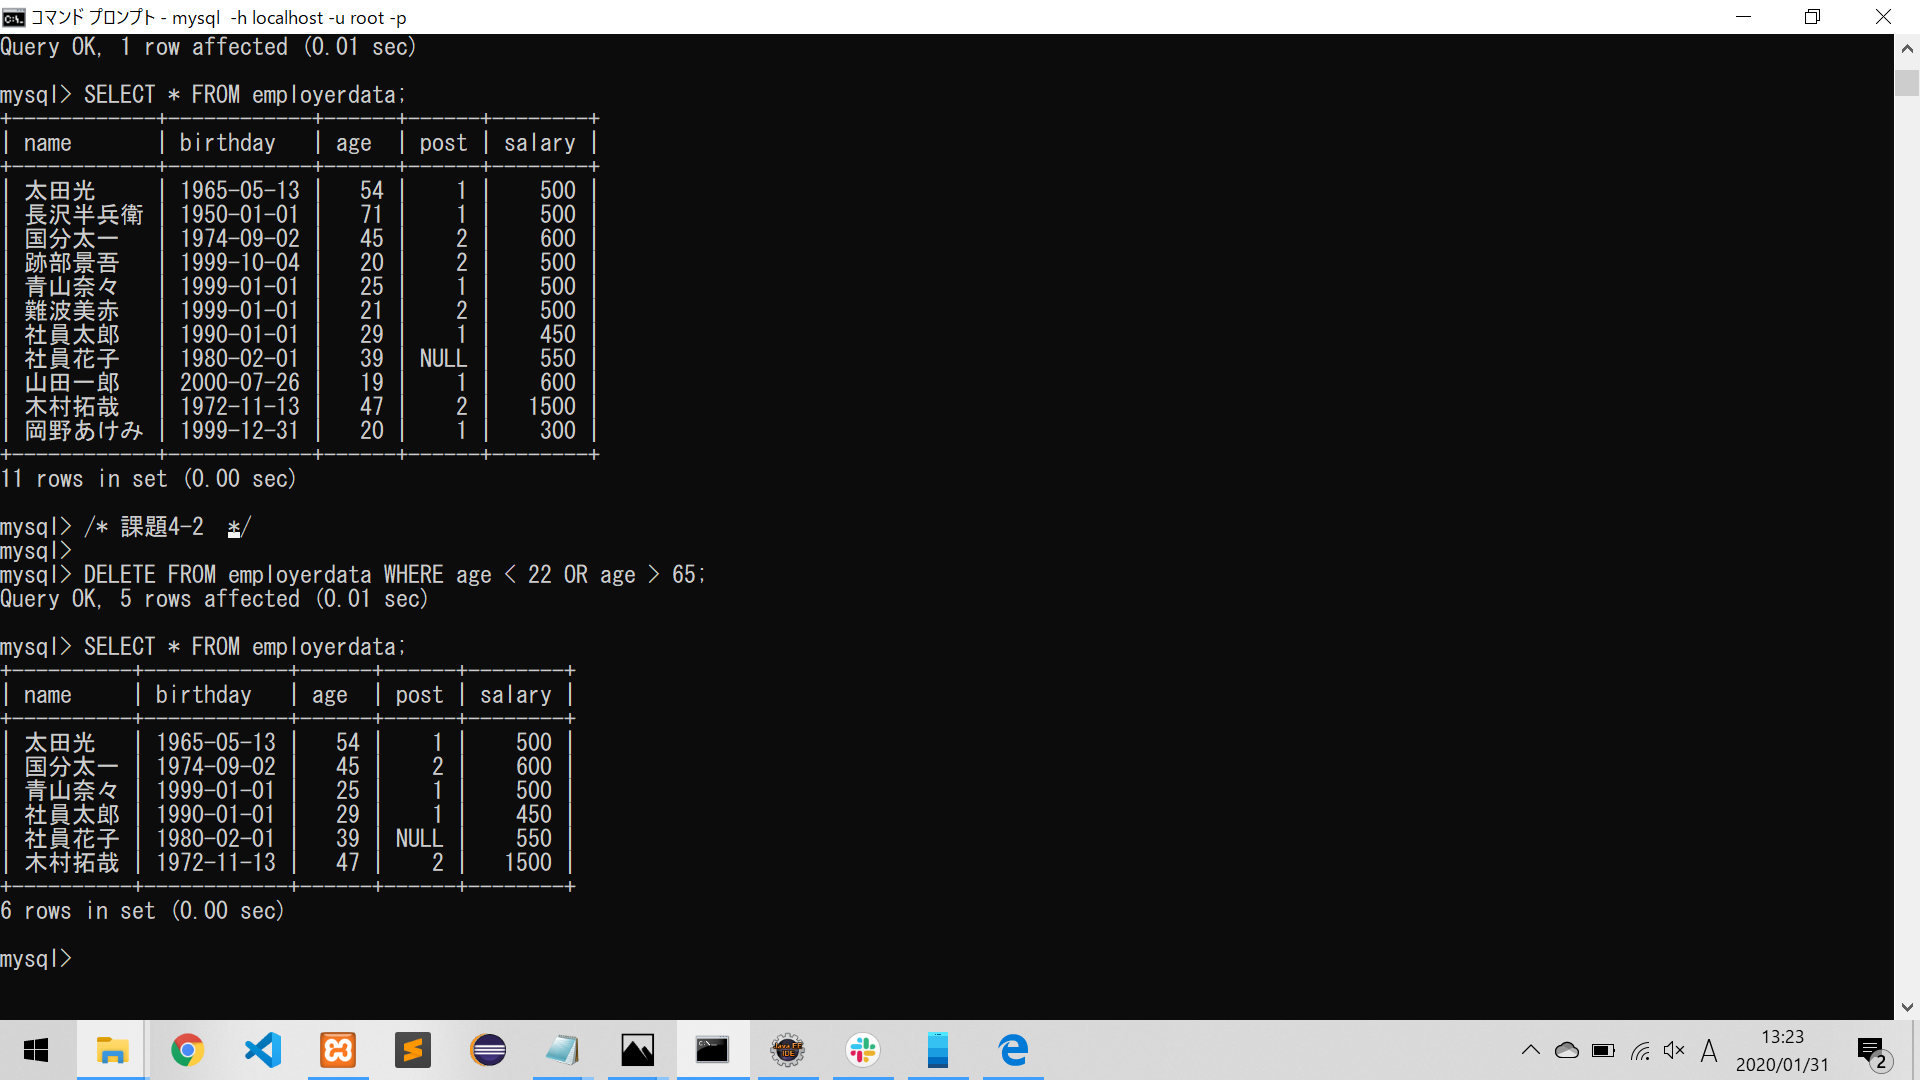 コマンド プロンプト - mysql  -h localhost -u root -p
Query OK, 1 row affected (0.01 sec)
mysql> SELECT * FROM employerdata;
+------------+------------+------+------+--------+
| name       | birthday   | age  | post | salary |
+------------+------------+------+------+--------+
| 太田光     | 1965-05-13 |   54 |    1 |    500 |
| 長沢半兵衛 | 1950-01-01 |   71 |    1 |    500 |
| 国分太一   | 1974-09-02 |   45 |    2 |    600 |
| 跡部景吾   | 1999-10-04 |   20 |    2 |    500 |
| 青山奈々   | 1999-01-01 |   25 |    1 |    500 |
| 難波美赤   | 1999-01-01 |   21 |    2 |    500 |
| 社員太郎   | 1990-01-01 |   29 |    1 |    450 |
| 社員花子   | 1980-02-01 |   39 | NULL |    550 |
| 山田一郎   | 2000-07-26 |   19 |    1 |    600 |
| 木村拓哉   | 1972-11-13 |   47 |    2 |   1500 |
| 岡野あけみ | 1999-12-31 |   20 |    1 |    300 |
+------------+------------+------+------+--------+
11 rows in set (0.00 sec)
mysql> /* 課題4-2  */
mysql>
mysql> DELETE FROM employerdata WHERE age < 22 OR age > 65;
Query OK, 5 rows affected (0.01 sec)
mysql> SELECT * FROM employerdata;
+----------+------------+------+------+--------+
| name     | birthday   | age  | post | salary |
+----------+------------+------+------+--------+
| 太田光   | 1965-05-13 |   54 |    1 |    500 |
| 国分太一 | 1974-09-02 |   45 |    2 |    600 |
| 青山奈々 | 1999-01-01 |   25 |    1 |    500 |
| 社員太郎 | 1990-01-01 |   29 |    1 |    450 |
| 社員花子 | 1980-02-01 |   39 | NULL |    550 |
| 木村拓哉 | 1972-11-13 |   47 |    2 |   1500 |
+----------+------------+------+------+--------+
6 rows in set (0.00 sec)
mysql>
Java EE
IDE
A
13:23
2020/01/31
2